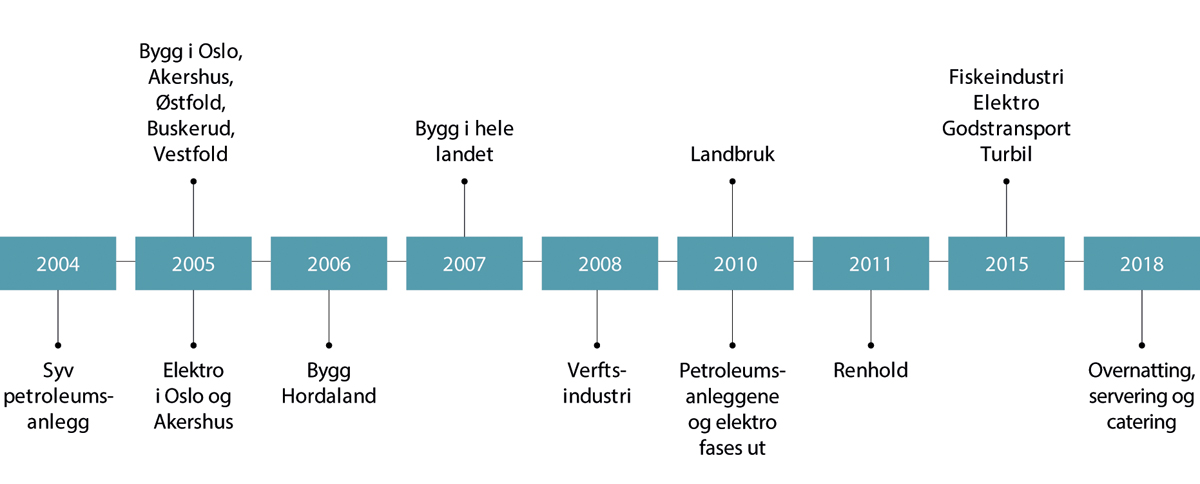 Bygg i Oslo,
Akershus,
Østfold,
Buskerud,
Vestfold
Bygg i hele
landet
Landbruk
Fiskeindustri
Elektro
Godstransport
Turbil
2004
2005
2006
2007
2008
2010
2011
2015
2018
Syv
petroleums-
anlegg
Elektro
i Oslo og
Akershus
Bygg
Hordaland
Verfts-
industri
Petroleums-
anleggene
og elektro
fases ut
Renhold
Overnatting,
servering og
catering